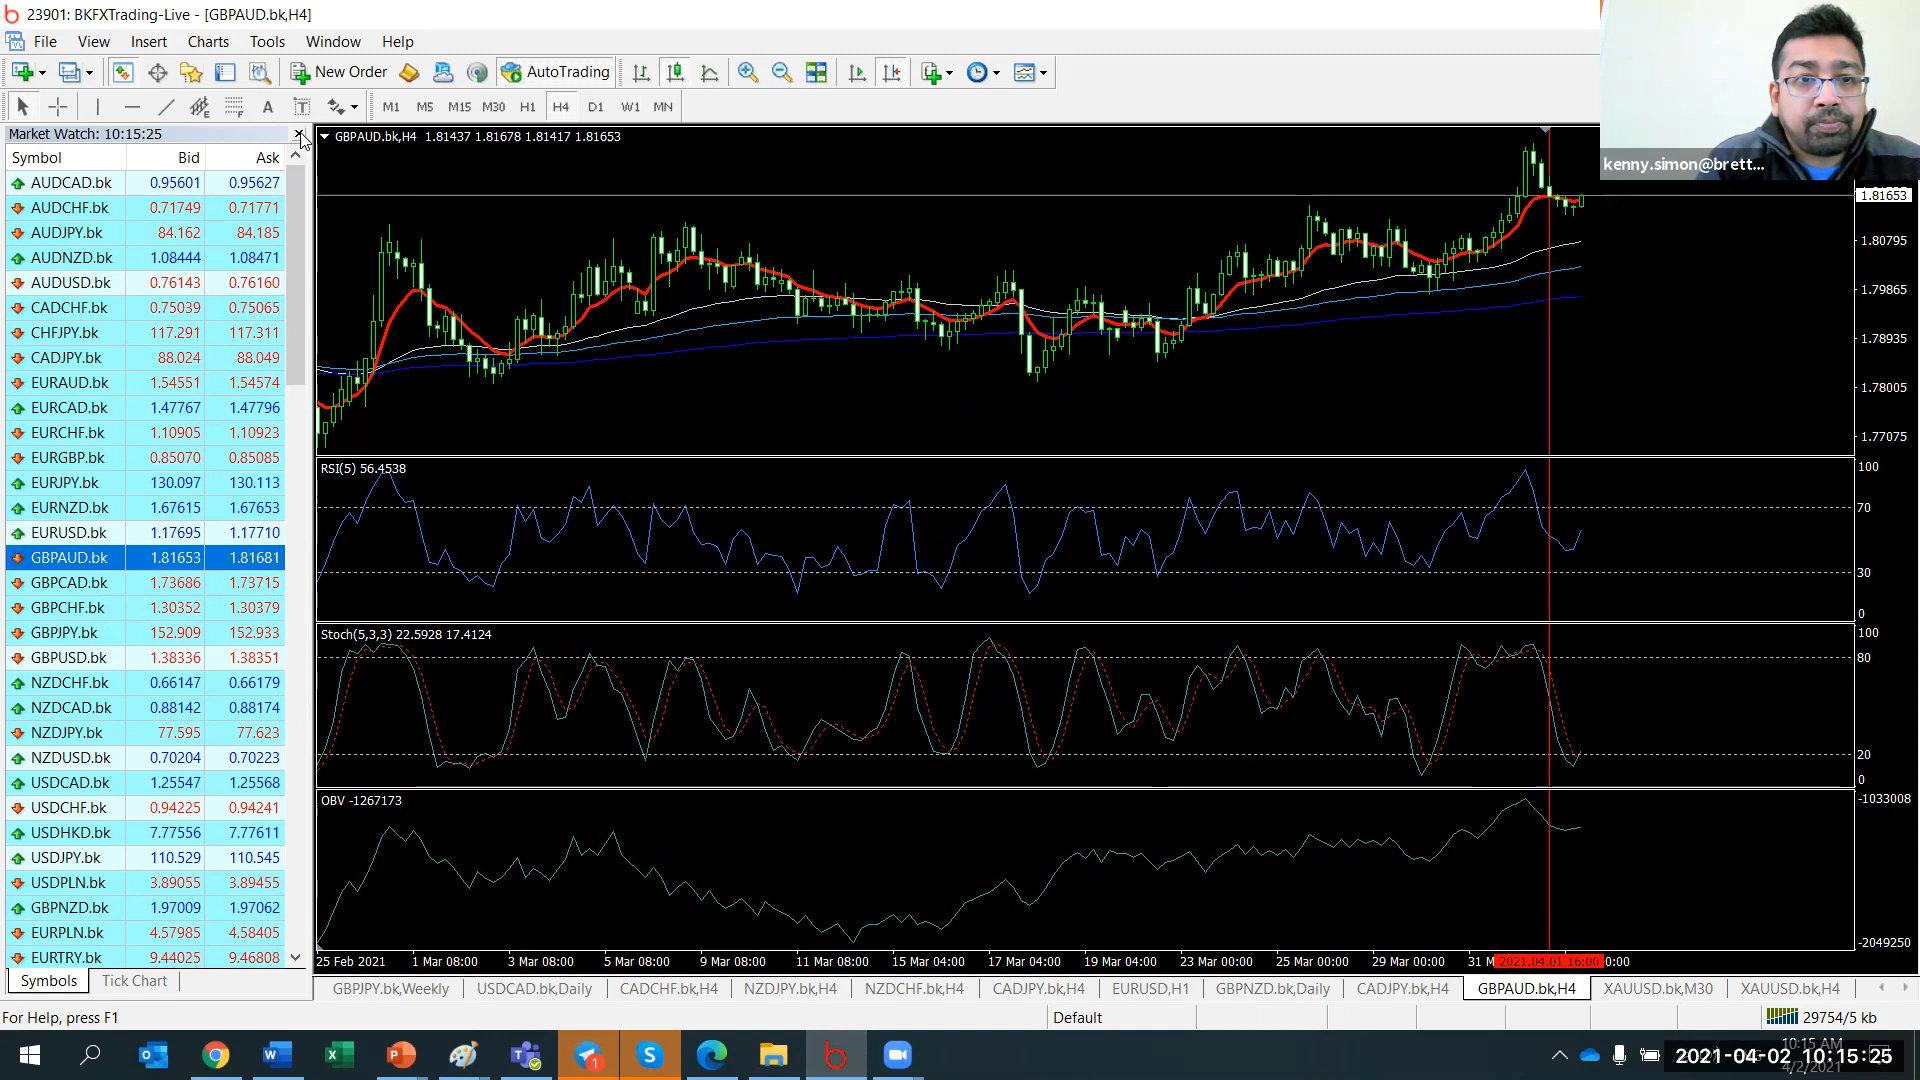 23901: BKFXTrading-Live - [GBPAUD.bk,H4]
File View Insert Charts Tools Window Help
New Order AutoTrading
A T M1 M5 M15 M30 H1 H4 D1 W1 MN
kenny.simon@brett...
Market Watch: 10:15:25
Symbol Bid Ask
AUDCAD.bk 0.95601 0.95627
AUDCHF.bk 0.71749 0.71771
AUDJPY.bk 84.162 84.185
AUDNZD.bk 1.08444 1.08471
AUDUSD.bk 0.76143 0.76160
CADCHF.bk 0.75039 0.75065
CHFJPY.bk 117.291 117.311
CADJPY.bk 88.024 88.049
EURAUD.bk 1.54551 1.54574
EURCAD.bk 1.47767 1.47796
EURCHF.bk 1.10905 1.10923
EURGBP.bk 0.85070 0.85085
EURJPY.bk 130.097 130.113
EURNZD.bk 1.67615 1.67653
EURUSD.bk 1.17695 1.17710
GBPAUD.bk 1.81653 1.81681
GBPCAD.bk 1.73686 1.73715
GBPCHF.bk 1.30352 1.30379
GBPJPY.bk 152.909 152.933
GBPUSD.bk 1.38336 1.38351
NZDCHF.bk 0.66147 0.66179
NZDCAD.bk 0.88142 0.88174
NZDJPY.bk 77.595 77.623
NZDUSD.bk 0.70204 0.70223
USDCAD.bk 1.25547 1.25568
USDCHF.bk 0.94225 0.94241
USDHKD.bk 7.77556 7.77611
USDJPY.bk 110.529 110.545
USDPLN.bk 3.89055 3.89455
GBPNZD.bk 1.97009 1.97062
EURPLN.bk 4.57985 4.58405
EURTRY.bk 9.44025 9.46808
Symbols Tick Chart
GBPAUD.bk,H4 1.81437 1.81678 1.81417 1.81653
1.81653
1.80795
1.79865
1.78935
1.78005
1.77075
RSI(5) 56.4538
100
70
30
0
Stoch(5,3,3) 22.5928 17.4124
100
80
20
0
OBV -1267173
-1033008
-2049250
25 Feb 2021 1 Mar 08:00 3 Mar 08:00 5 Mar 08:00 9 Mar 08:00 11 Mar 08:00 15 Mar 04:00 17 Mar 04:00 19 Mar 04:00 23 Mar 00:00 25 Mar 00:00 29 Mar 00:00 31 M 2021.04.01 16:00 0:00
GBPJPY.bk,Weekly USDCAD.bk,Daily CADCHF.bk,H4 NZDJPY.bk,H4 NZDCHF.bk,H4 CADJPY.bk,H4 EURUSD,H1 GBPNZD.bk,Daily CADJPY.bk,H4 GBPAUD.bk,H4 XAUUSD.bk,M30 XAUUSD.bk,H4
For Help, press F1 Default 29754/5 kb
10:15 AM
2021-04-02 10:15:25
4/2/2021